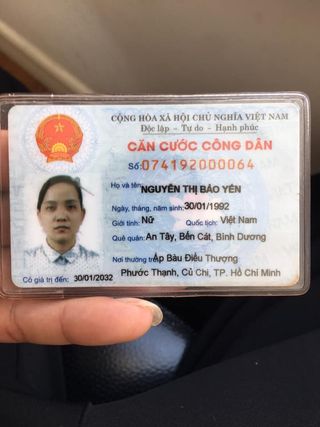 CỘNG HÒA XÃ HỘI CHỦ NGHĨA VIỆT NAM
Độc lập - Tự do - Hạnh phúc
CĂN CƯỚC CÔNG DÂN
Số: 074192000064
Họ và tên: NGUYỄN THỊ BẢO YẾN
Ngày, tháng, năm sinh: 30/01/1992
Giới tính: Nữ Quốc tịch: Việt Nam
Quê quán: An Tây, Bến Cát, Bình Dương
Nơi thường trú: Ấp Bàu Điều Thượng
Phước Thạnh, Củ Chi, TP. Hồ Chí Minh
Có giá trị đến: 30/01/2032